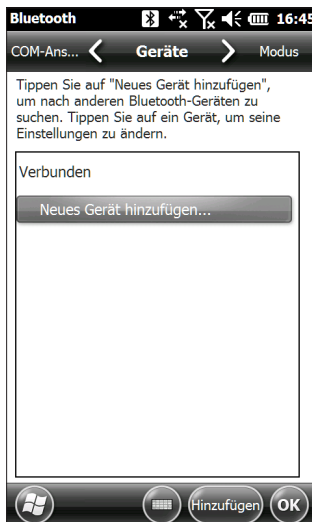 Bluetooth 16:45
COM-Ans... Geräte Modus
Tippen Sie auf "Neues Gerät hinzufügen",
um nach anderen Bluetooth-Geräten zu
suchen. Tippen Sie auf ein Gerät, um seine
Einstellungen zu ändern.
Verbunden
Neues Gerät hinzufügen...
Hinzufügen OK